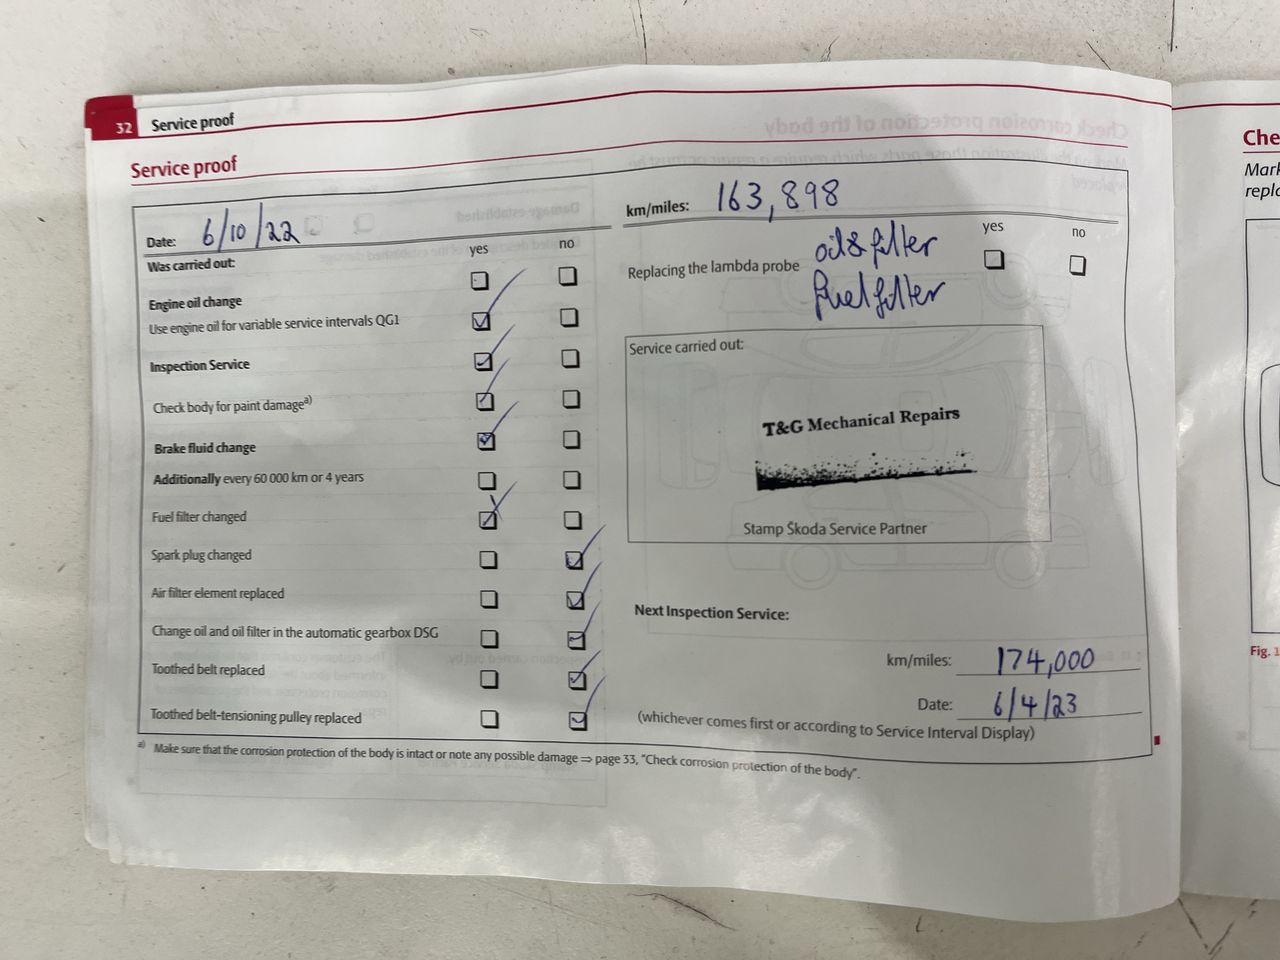 32 Service proof
Service proof
Date: 6/10/22
Was carried out: yes no
Engine oil change
Use engine oil for variable service intervals QG1
Inspection Service
Check body for paint damage a)
Brake fluid change
Additionally every 60 000 km or 4 years
Fuel filter changed
Spark plug changed
Air filter element replaced
Change oil and oil filter in the automatic gearbox DSG
Toothed belt replaced
Toothed belt-tensioning pulley replaced
km/miles: 163,898
yes no
Replacing the lambda probe
oil & filter
fuel filter
Service carried out:
T&G Mechanical Repairs
Stamp Škoda Service Partner
Next Inspection Service:
km/miles: 174,000
Date: 6/4/23
(whichever comes first or according to Service Interval Display)
a) Make sure that the corrosion protection of the body is intact or note any possible damage ⇒ page 33, "Check corrosion protection of the body".
Che
Mark
repla
Fig. 1